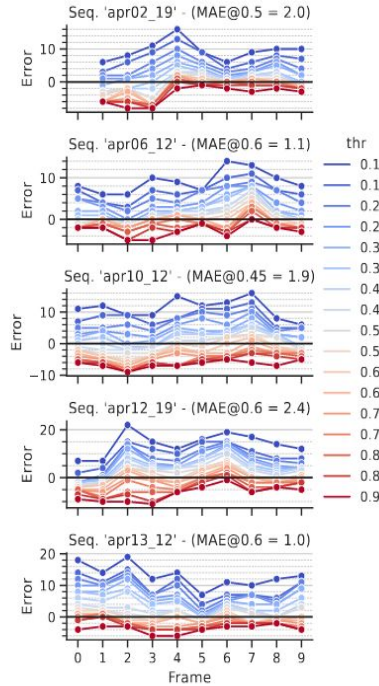 Seq. 'apr02_19' - (MAE@0.5 = 2.0)
10
0
Error
Seq. 'apr06_12' - (MAE@0.6 = 1.1)
10
0
Error
thr
0.1
0.1
0.2
0.2
0.3
0.3
0.4
0.4
0.5
0.5
0.6
0.6
0.7
0.7
0.8
0.8
0.9
Seq. 'apr10_12' - (MAE@0.45 = 1.9)
10
0
−10
Error
Seq. 'apr12_19' - (MAE@0.6 = 2.4)
20
0
Error
Seq. 'apr13_12' - (MAE@0.6 = 1.0)
20
10
0
Error
0 1 2 3 4 5 6 7 8 9
Frame